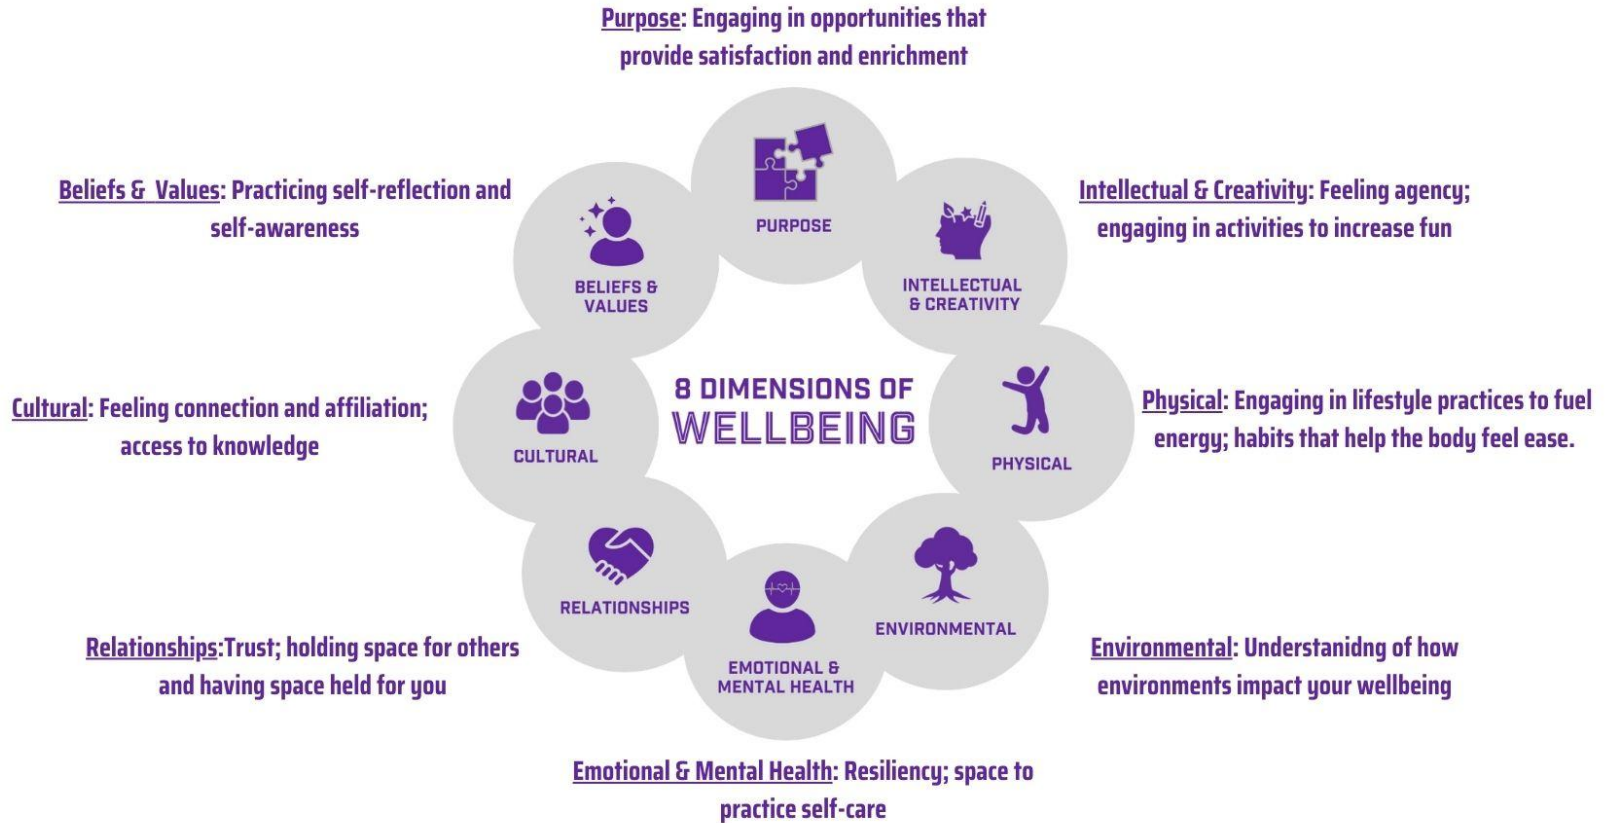 Purpose: Engaging in opportunities that
provide satisfaction and enrichment
PURPOSE
Beliefs &  Values: Practicing self-reflection and
self-awareness
BELIEFS &
VALUES
INTELLECTUAL
& CREATIVITY
Intellectual & Creativity: Feeling agency;
engaging in activities to increase fun
Cultural: Feeling connection and affiliation;
access to knowledge
CULTURAL
8 DIMENSIONS OF
WELLBEING
PHYSICAL
Physical: Engaging in lifestyle practices to fuel
energy; habits that help the body feel ease.
RELATIONSHIPS
Relationships:Trust; holding space for others
and having space held for you
EMOTIONAL &
MENTAL HEALTH
ENVIRONMENTAL
Environmental: Understanidng of how
environments impact your wellbeing
Emotional & Mental Health: Resiliency; space to
practice self-care